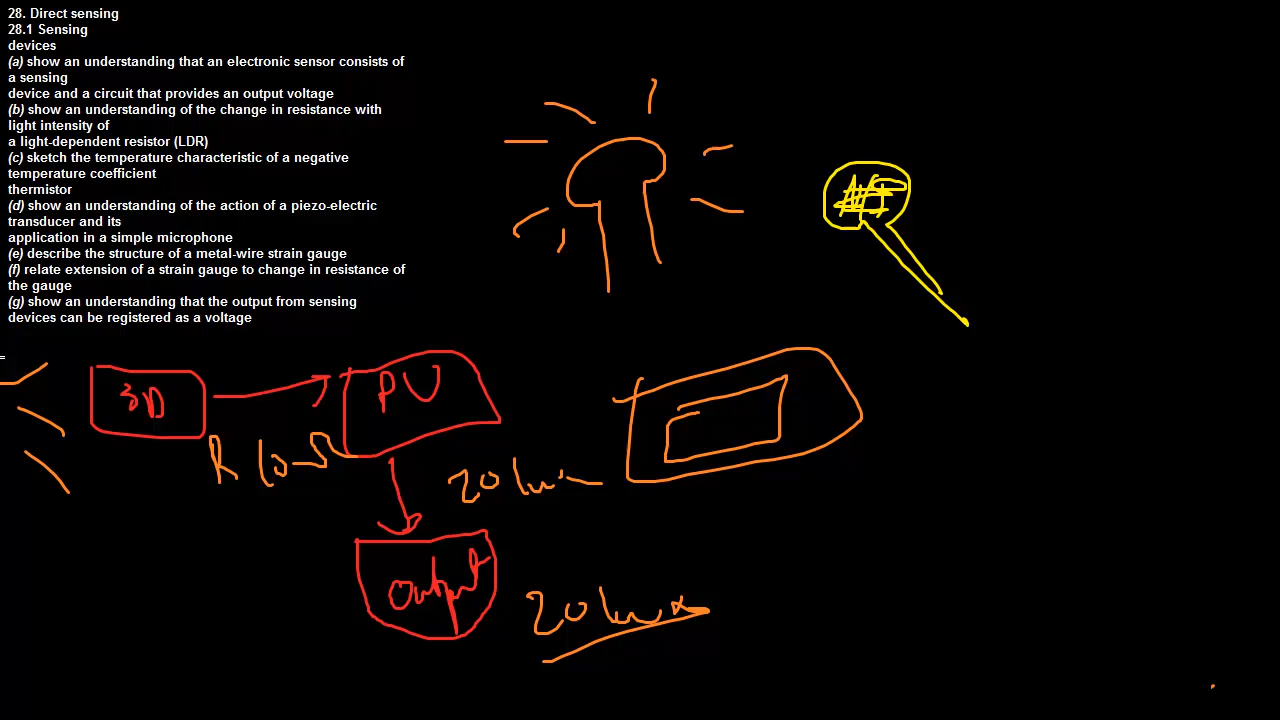 28. Direct sensing
28.1 Sensing
devices
(a) show an understanding that an electronic sensor consists of
a sensing
device and a circuit that provides an output voltage
(b) show an understanding of the change in resistance with
light intensity of
a light-dependent resistor (LDR)
(c) sketch the temperature characteristic of a negative
temperature coefficient
thermistor
(d) show an understanding of the action of a piezo-electric
transducer and its
application in a simple microphone
(e) describe the structure of a metal-wire strain gauge
(f) relate extension of a strain gauge to change in resistance of
the gauge
(g) show an understanding that the output from sensing
devices can be registered as a voltage
PU
20 lux
Output
20 lux